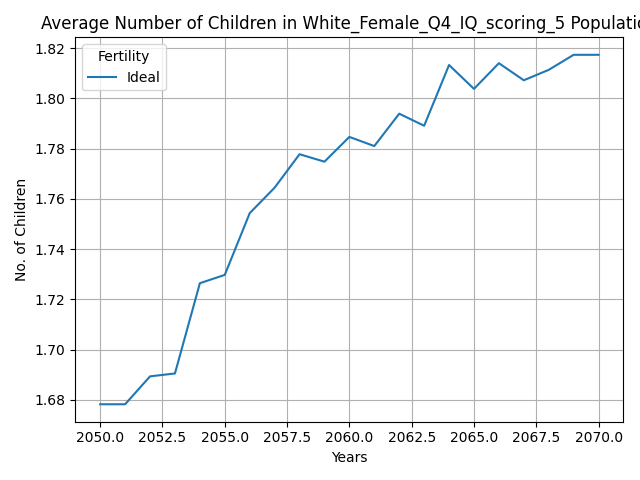 Average Number of Children in White_Female_Q4_IQ_scoring_5 Populatio
Fertility
Ideal
No. of Children
1.82
1.80
1.78
1.76
1.74
1.72
1.70
1.68
2050.0 2052.5 2055.0 2057.5 2060.0 2062.5 2065.0 2067.5 2070.0
Years